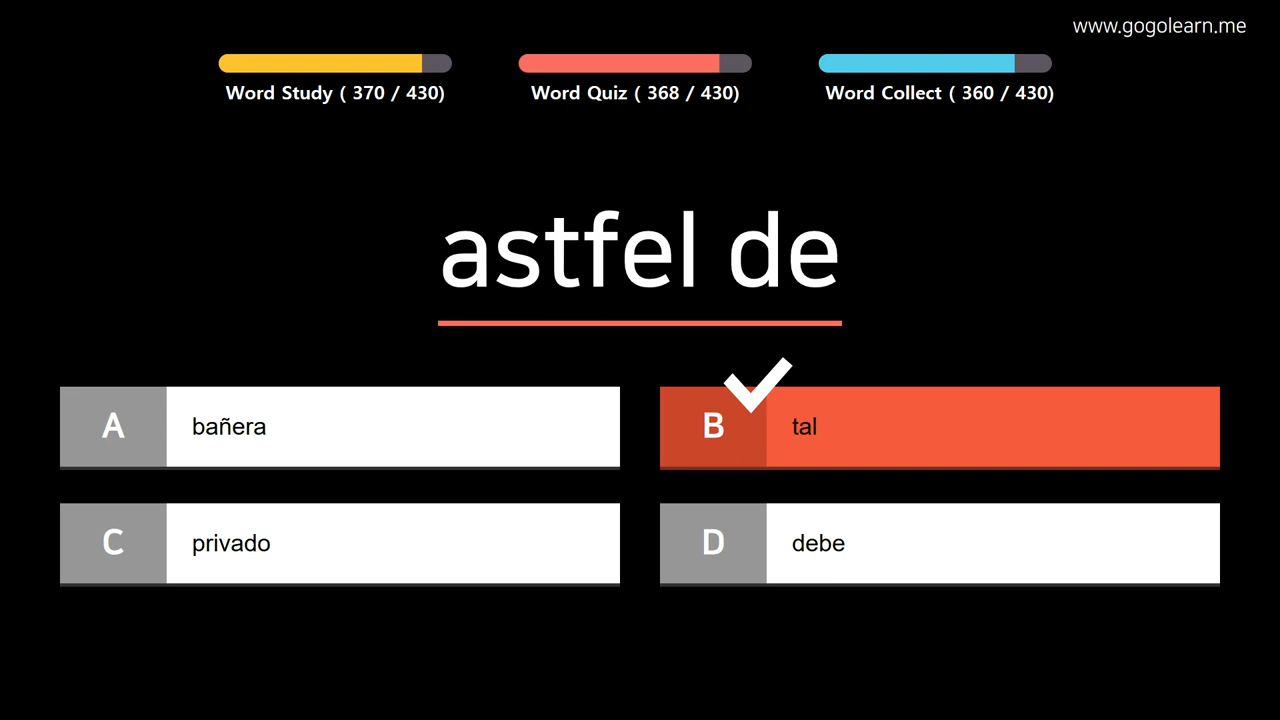 www.gogolearn.me
Word Study ( 370 / 430)
Word Quiz ( 368 / 430)
Word Collect ( 360 / 430)
astfel de
A
bañera
B
tal
C
privado
D
debe